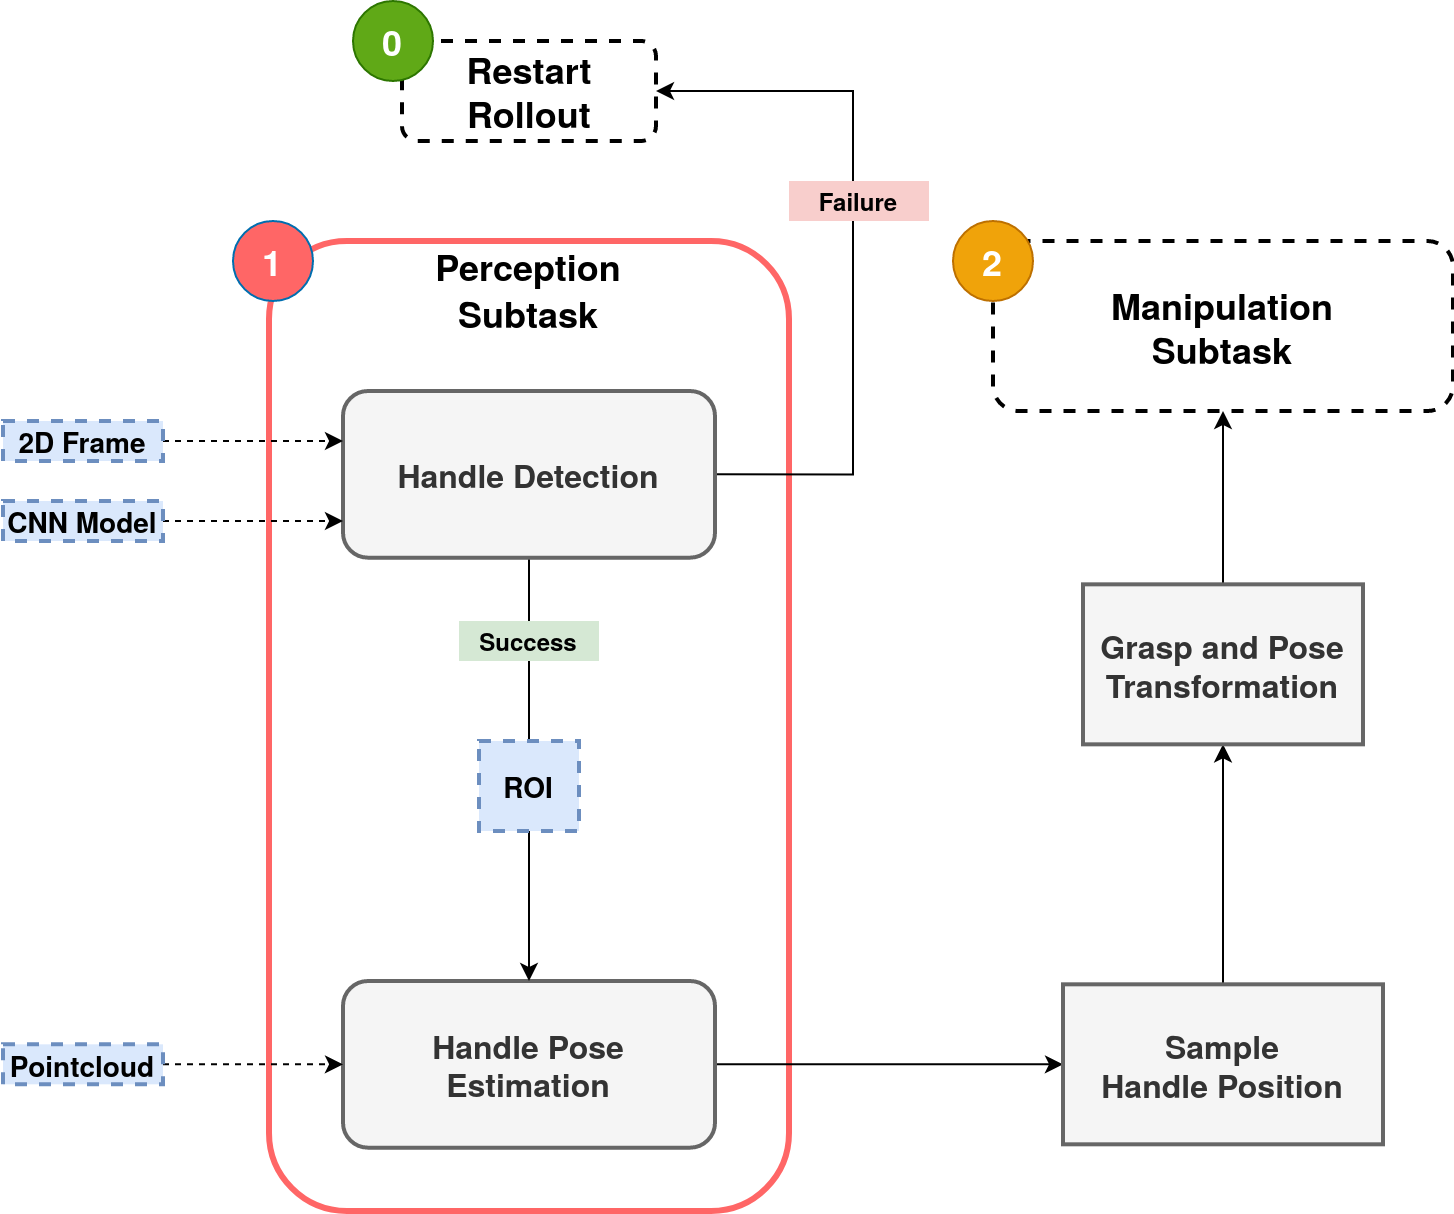 0
Restart
Rollout
Failure
1
Perception
Subtask
2
Manipulation
Subtask
2D Frame
CNN Model
Handle Detection
Success
ROI
Grasp and Pose
Transformation
Pointcloud
Handle Pose
Estimation
Sample
Handle Position